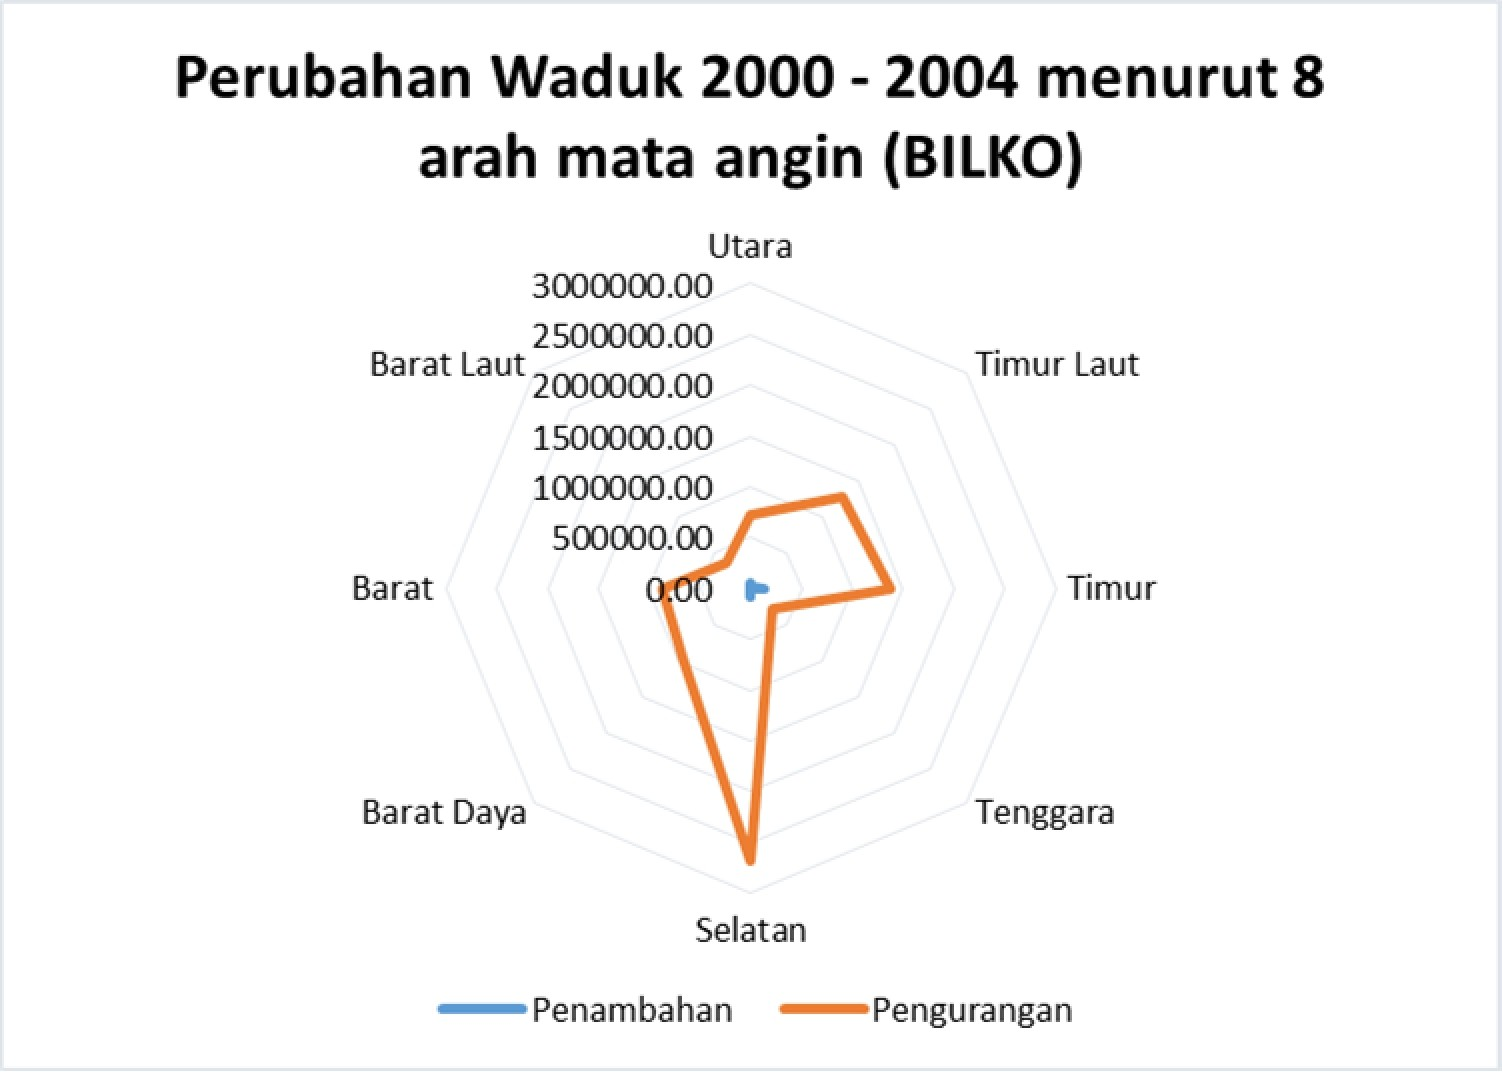 Perubahan Waduk 2000 - 2004 menurut 8
arah mata angin (BILKO)
Utara
3000000.00
2500000.00
Barat Laut
Timur Laut
2000000.00
1500000.00
1000000.00
500000.00
Barat
0.00
Timur
Barat Daya
Tenggara
Selatan
Penambahan
Pengurangan